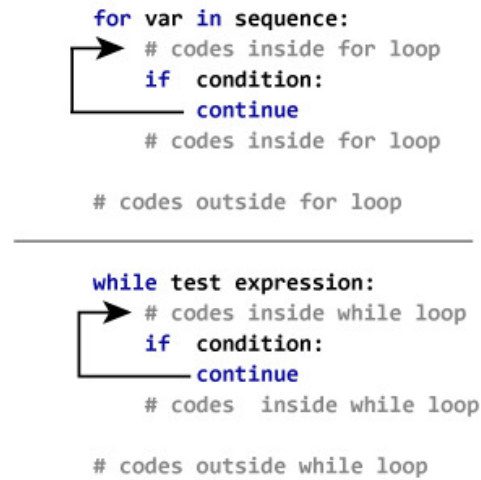 for var in sequence:
# codes inside for loop
if condition:
continue
# codes inside for loop
# codes outside for loop
while test expression:
# codes inside while loop
if condition:
continue
# codes inside while loop
# codes outside while loop